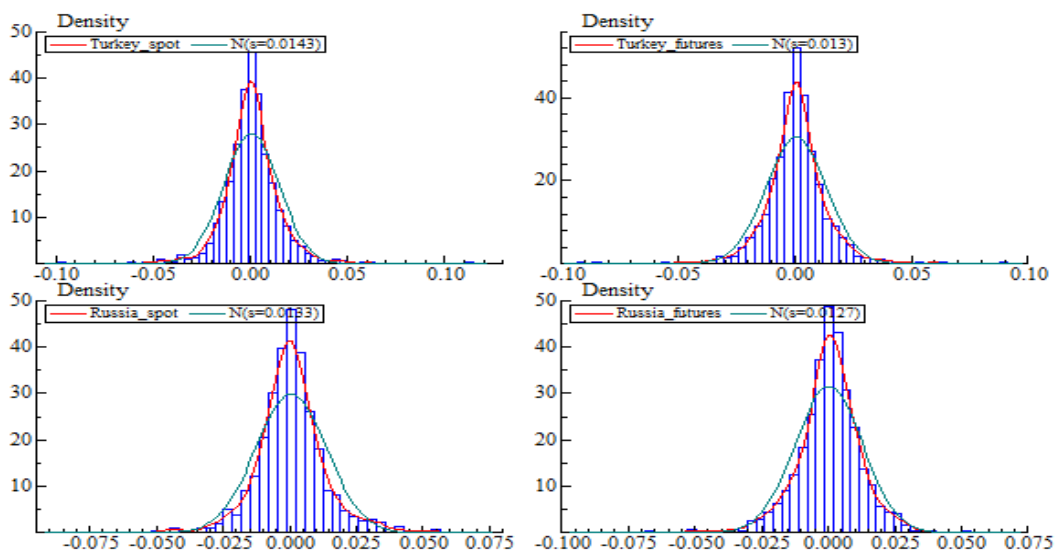 Density
Turkey_spot N(s=0.0143)
50
40
30
20
10
-0.10 -0.05 0.00 0.05 0.10
Density
Turkey_futures N(s=0.013)
40
20
-0.10 -0.05 0.00 0.05 0.10
Density
Russia_spot N(s=0.0133)
50
40
30
20
10
-0.075 -0.050 -0.025 0.000 0.025 0.050 0.075
Density
Russia_futures N(s=0.0127)
50
40
30
20
10
-0.100 -0.075 -0.050 -0.025 0.000 0.025 0.050 0.075